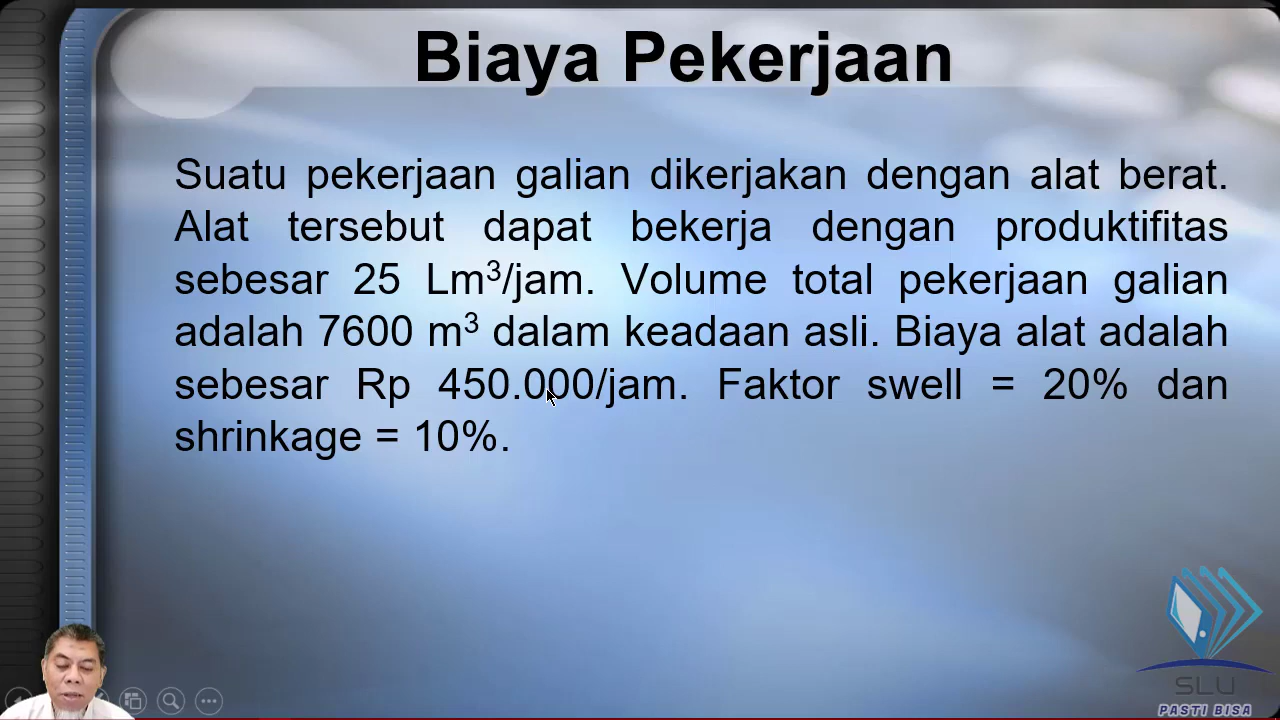 Biaya Pekerjaan
Suatu pekerjaan galian dikerjakan dengan alat berat.
Alat tersebut dapat bekerja dengan produktifitas
sebesar 25 Lm³/jam. Volume total pekerjaan galian
adalah 7600 m³ dalam keadaan asli. Biaya alat adalah
sebesar Rp 450.000/jam. Faktor swell = 20% dan
shrinkage = 10%.
SLU
PASTI BISA